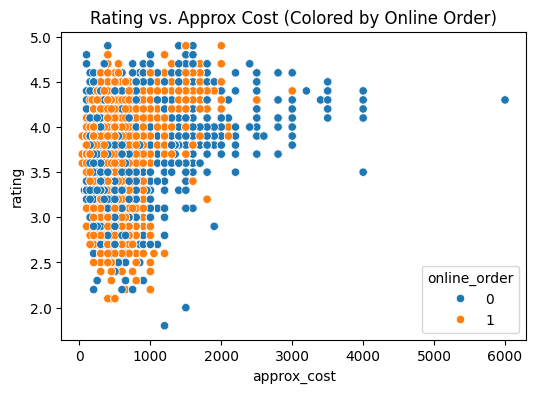 Rating vs. Approx Cost (Colored by Online Order)
5.0
4.5
4.0
3.5
3.0
2.5
2.0
rating
online_order
0
1
0 1000 2000 3000 4000 5000 6000
approx_cost